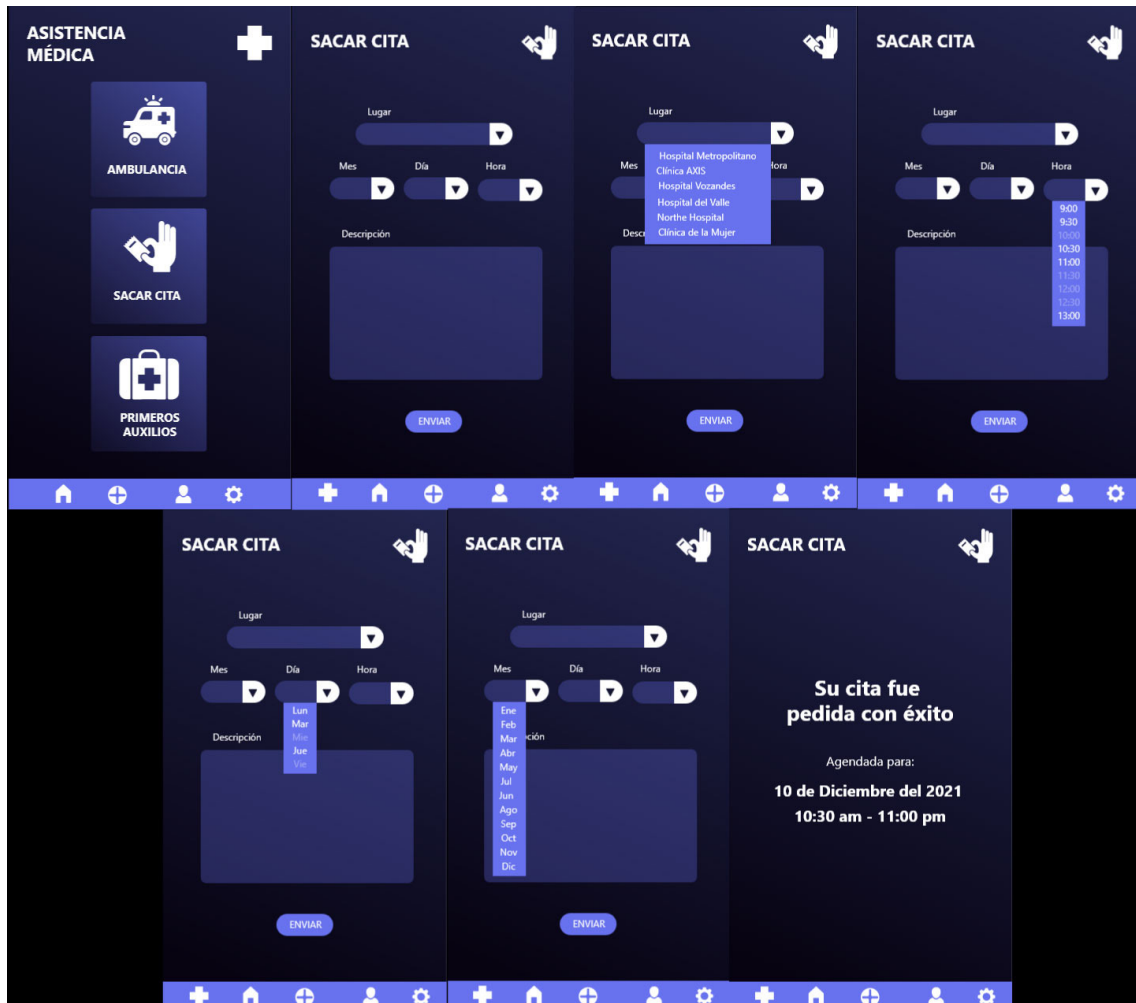 ASISTENCIA
MÉDICA
AMBULANCIA
SACAR CITA
PRIMEROS
AUXILIOS
SACAR CITA
Lugar
Mes Día Hora
Descripción
ENVIAR
SACAR CITA
Lugar
Hospital Metropolitano
Clínica AXIS
Hospital Vozandes
Hospital del Valle
Northe Hospital
Clínica de la Mujer
Mes Hora
Descr
ENVIAR
SACAR CITA
Lugar
Mes Día Hora
9:00
9:30
10:00
10:30
11:00
11:30
12:00
12:30
13:00
Descripción
ENVIAR
SACAR CITA
Lugar
Mes Día Hora
Lun
Mar
Mie
Jue
Vie
Descripción
ENVIAR
SACAR CITA
Lugar
Mes Día Hora
Ene
Feb
Mar
Abr
May
Jul
Jun
Ago
Sep
Oct
Nov
Dic
pción
ENVIAR
SACAR CITA
Su cita fue
pedida con éxito
Agendada para:
10 de Diciembre del 2021
10:30 am - 11:00 pm